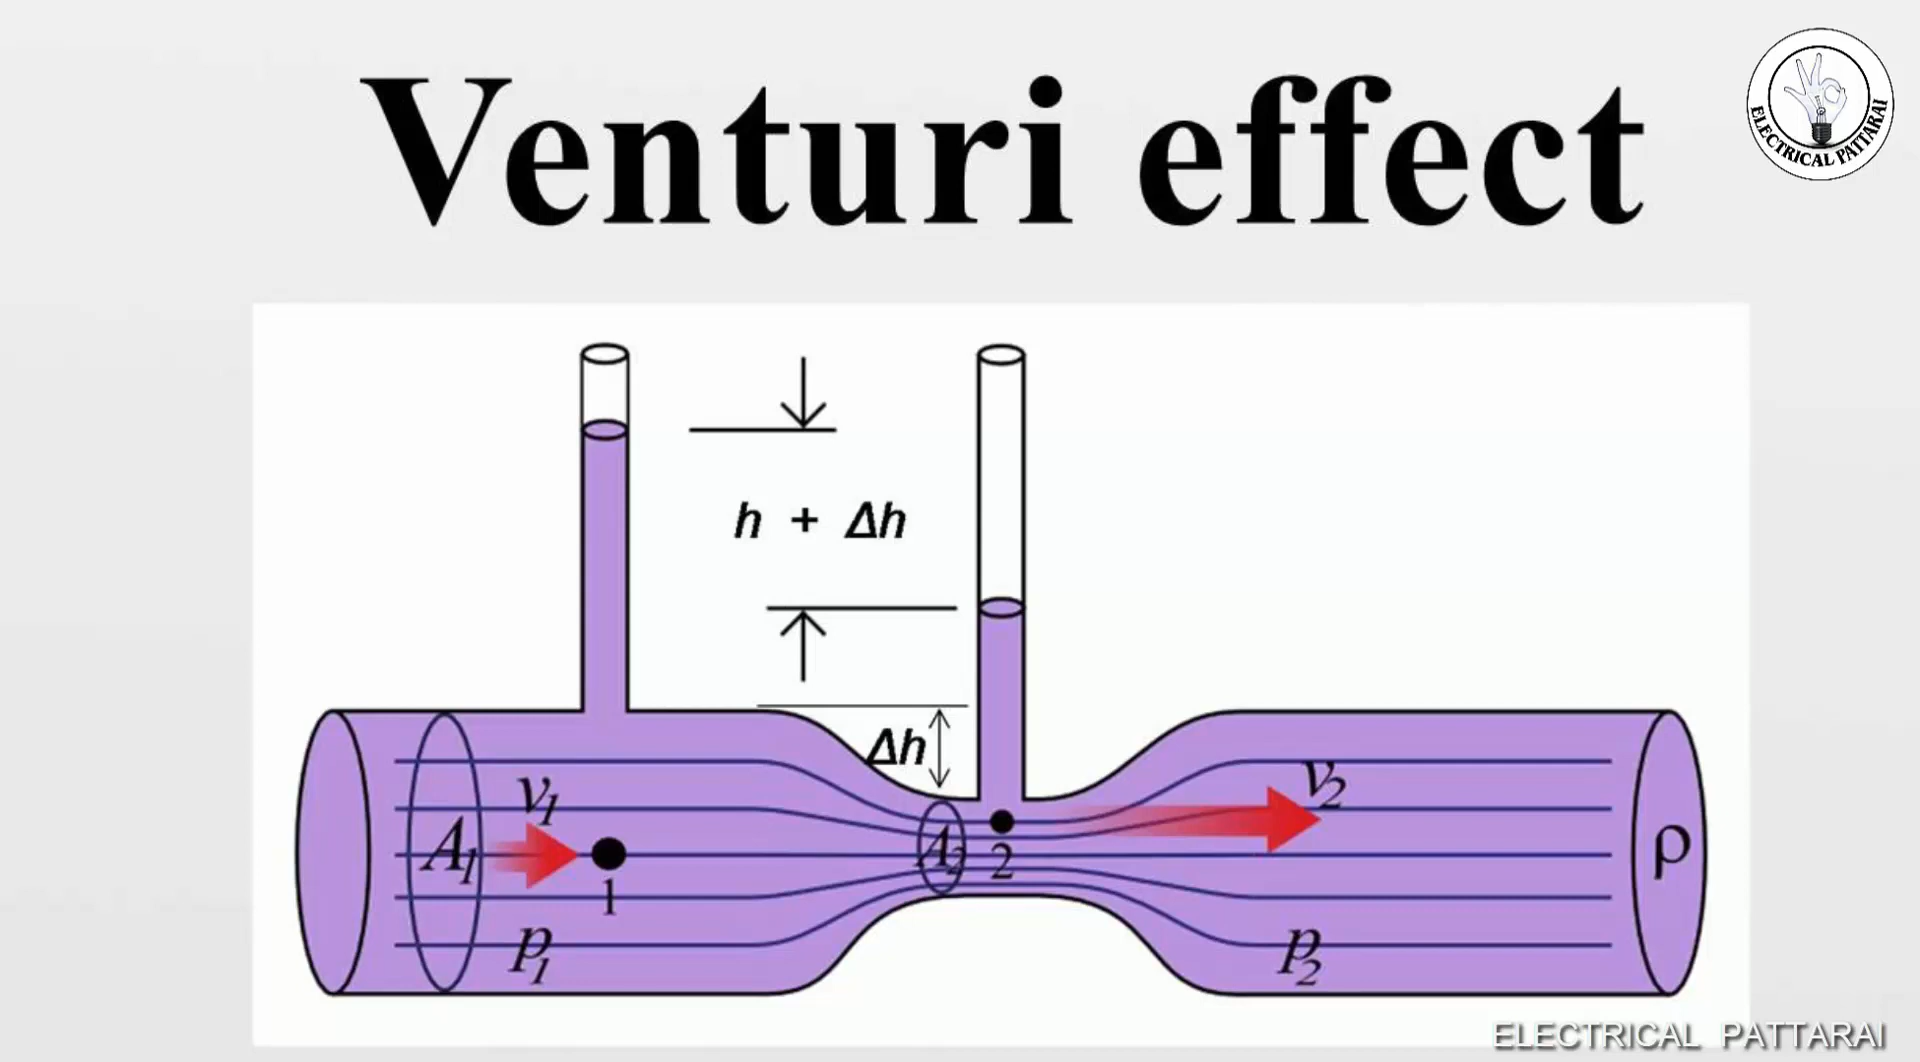 Venturi effect
ELECTRICAL PATTARAI
h + Δh
Δh
v1
v2
A1
A2
1
2
ρ
p1
p2
ELECTRICAL PATTARAI